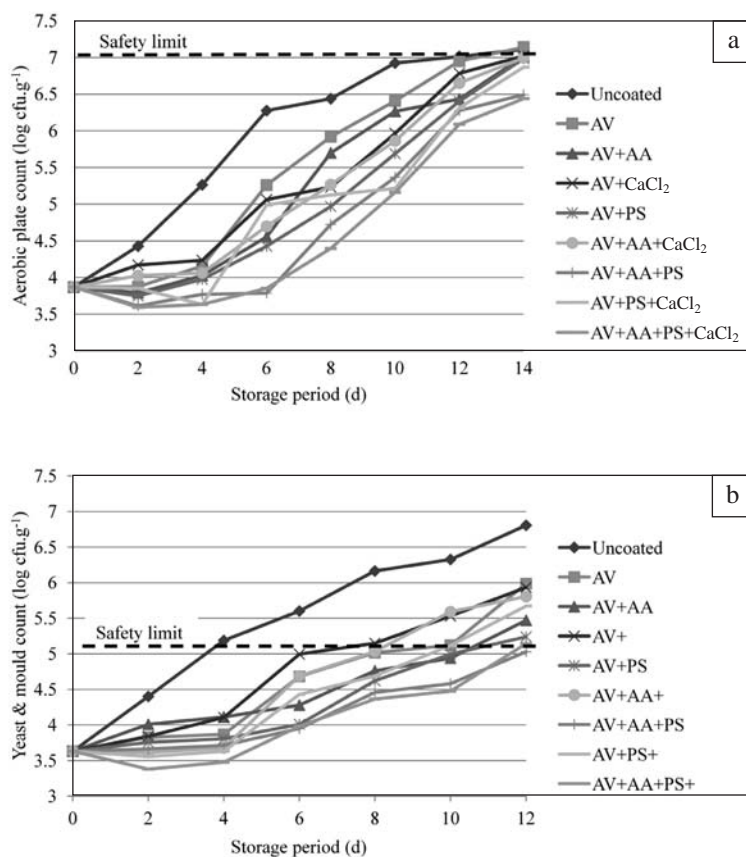 a
Aerobic plate count (log cfu.g⁻¹)
7.5
7
6.5
6
5.5
5
4.5
4
3.5
3
Safety limit
0 2 4 6 8 10 12 14
Storage period (d)
Uncoated
AV
AV+AA
AV+CaCl₂
AV+PS
AV+AA+CaCl₂
AV+AA+PS
AV+PS+CaCl₂
AV+AA+PS+CaCl₂
b
Yeast & mould count (log cfu.g⁻¹)
7.5
7
6.5
6
5.5
5
4.5
4
3.5
3
Safety limit
0 2 4 6 8 10 12
Storage period (d)
Uncoated
AV
AV+AA
AV+
AV+PS
AV+AA+
AV+AA+PS
AV+PS+
AV+AA+PS+